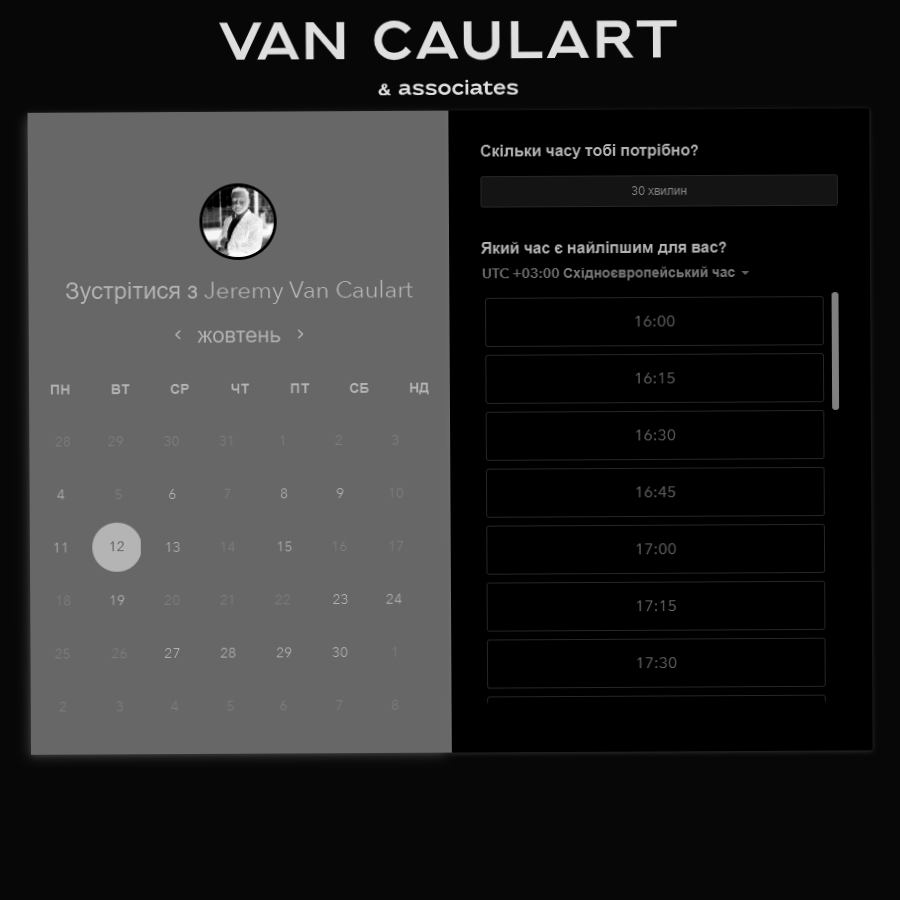 VAN CAULART
& associates
Зустрітися з Jeremy Van Caulart
жовтень
ПН ВТ СР ЧТ ПТ СБ НД
28 29 30 31 1 2 3
4 5 6 7 8 9 10
11 12 13 14 15 16 17
18 19 20 21 22 23 24
25 26 27 28 29 30 1
2 3 4 5 6 7 8
Скільки часу тобі потрібно?
30 хвилин
Який час є найліпшим для вас?
UTC +03:00 Східноєвропейський час
16:00
16:15
16:30
16:45
17:00
17:15
17:30